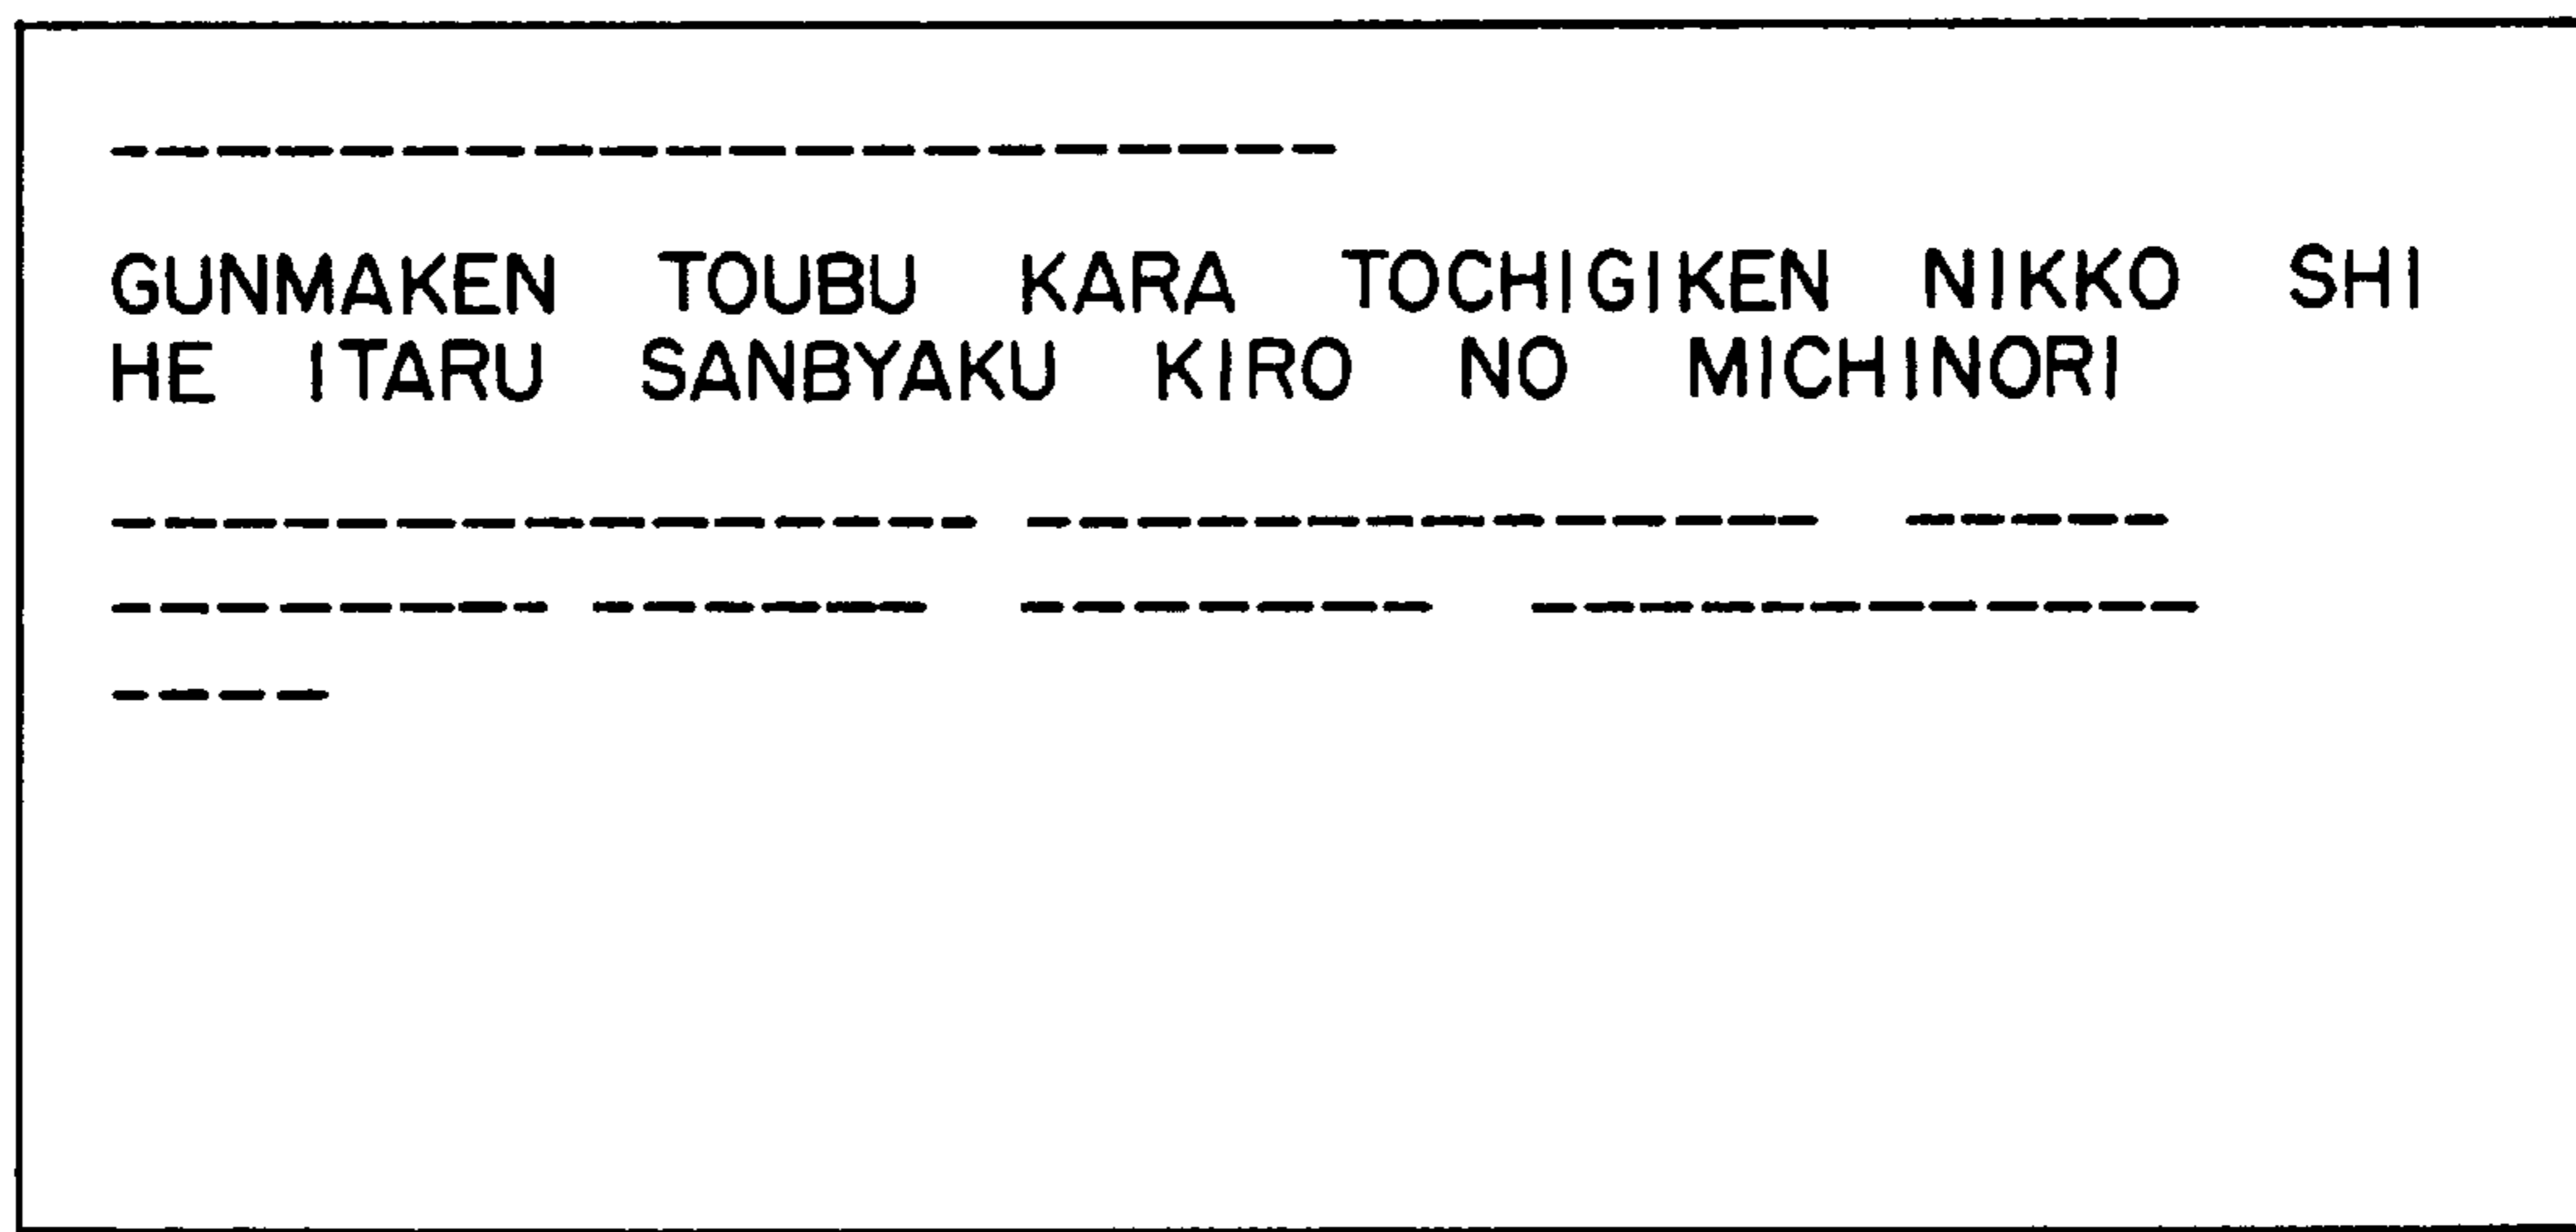 GUNMAKEN TOUBU KARA TOCHIGIKEN NIKKO SHI
HE ITARU SANBYAKU KIRO NO MICHINORI